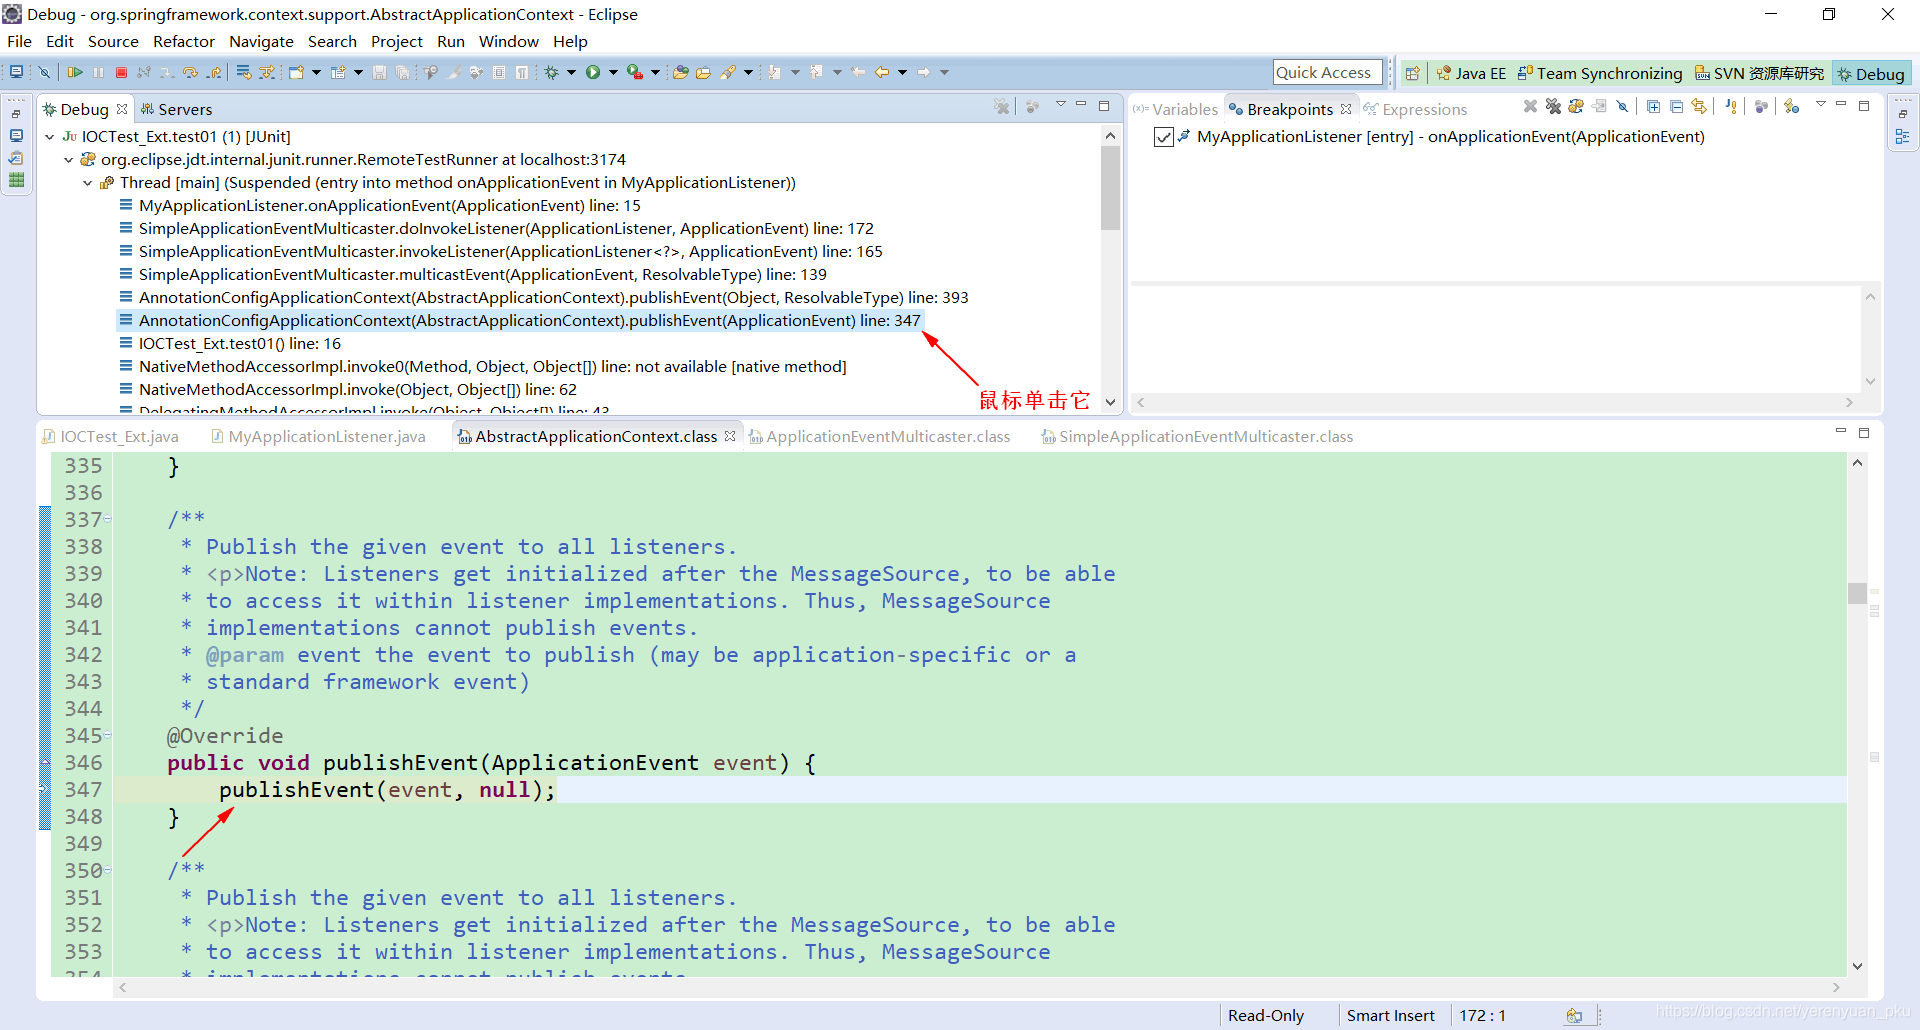 Debug - org.springframework.context.support.AbstractApplicationContext - Eclipse
File Edit Source Refactor Navigate Search Project Run Window Help
Quick Access
Java EE
Team Synchronizing
SVN 资源库研究
Debug
Debug
Servers
(x)= Variables
Breakpoints
Expressions
IOCTest_Ext.test01 (1) [JUnit]
org.eclipse.jdt.internal.junit.runner.RemoteTestRunner at localhost:3174
Thread [main] (Suspended (entry into method onApplicationEvent in MyApplicationListener))
MyApplicationListener.onApplicationEvent(ApplicationEvent) line: 15
SimpleApplicationEventMulticaster.doInvokeListener(ApplicationListener, ApplicationEvent) line: 172
SimpleApplicationEventMulticaster.invokeListener(ApplicationListener<?>, ApplicationEvent) line: 165
SimpleApplicationEventMulticaster.multicastEvent(ApplicationEvent, ResolvableType) line: 139
AnnotationConfigApplicationContext(AbstractApplicationContext).publishEvent(Object, ResolvableType) line: 393
AnnotationConfigApplicationContext(AbstractApplicationContext).publishEvent(ApplicationEvent) line: 347
IOCTest_Ext.test01() line: 16
NativeMethodAccessorImpl.invoke0(Method, Object, Object[]) line: not available [native method]
NativeMethodAccessorImpl.invoke(Object, Object[]) line: 62
DelegatingMethodAccessorImpl.invoke(Object, Object[]) line: 43
鼠标单击它
MyApplicationListener [entry] - onApplicationEvent(ApplicationEvent)
IOCTest_Ext.java
MyApplicationListener.java
AbstractApplicationContext.class
ApplicationEventMulticaster.class
SimpleApplicationEventMulticaster.class
335     }
336
337     /**
338      * Publish the given event to all listeners.
339      * <p>Note: Listeners get initialized after the MessageSource, to be able
340      * to access it within listener implementations. Thus, MessageSource
341      * implementations cannot publish events.
342      * @param event the event to publish (may be application-specific or a
343      * standard framework event)
344      */
345     @Override
346     public void publishEvent(ApplicationEvent event) {
347         publishEvent(event, null);
348     }
349
350     /**
351      * Publish the given event to all listeners.
352      * <p>Note: Listeners get initialized after the MessageSource, to be able
353      * to access it within listener implementations. Thus, MessageSource
354      * implementations cannot publish events.
Read-Only
Smart Insert
172 : 1
https://blog.csdn.net/yerenyuan_pku